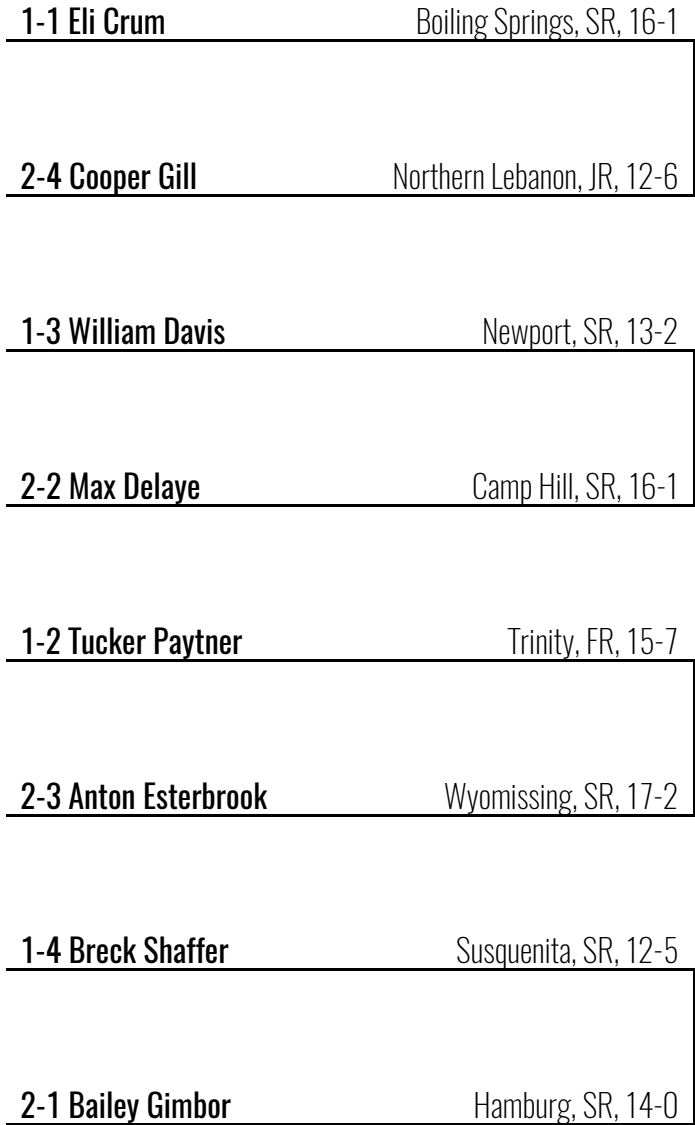 1-1 Eli Crum Boiling Springs, SR, 16-1
2-4 Cooper Gill Northern Lebanon, JR, 12-6
1-3 William Davis Newport, SR, 13-2
2-2 Max Delaye Camp Hill, SR, 16-1
1-2 Tucker Paytner Trinity, FR, 15-7
2-3 Anton Esterbrook Wyomissing, SR, 17-2
1-4 Breck Shaffer Susquenita, SR, 12-5
2-1 Bailey Gimbor Hamburg, SR, 14-0